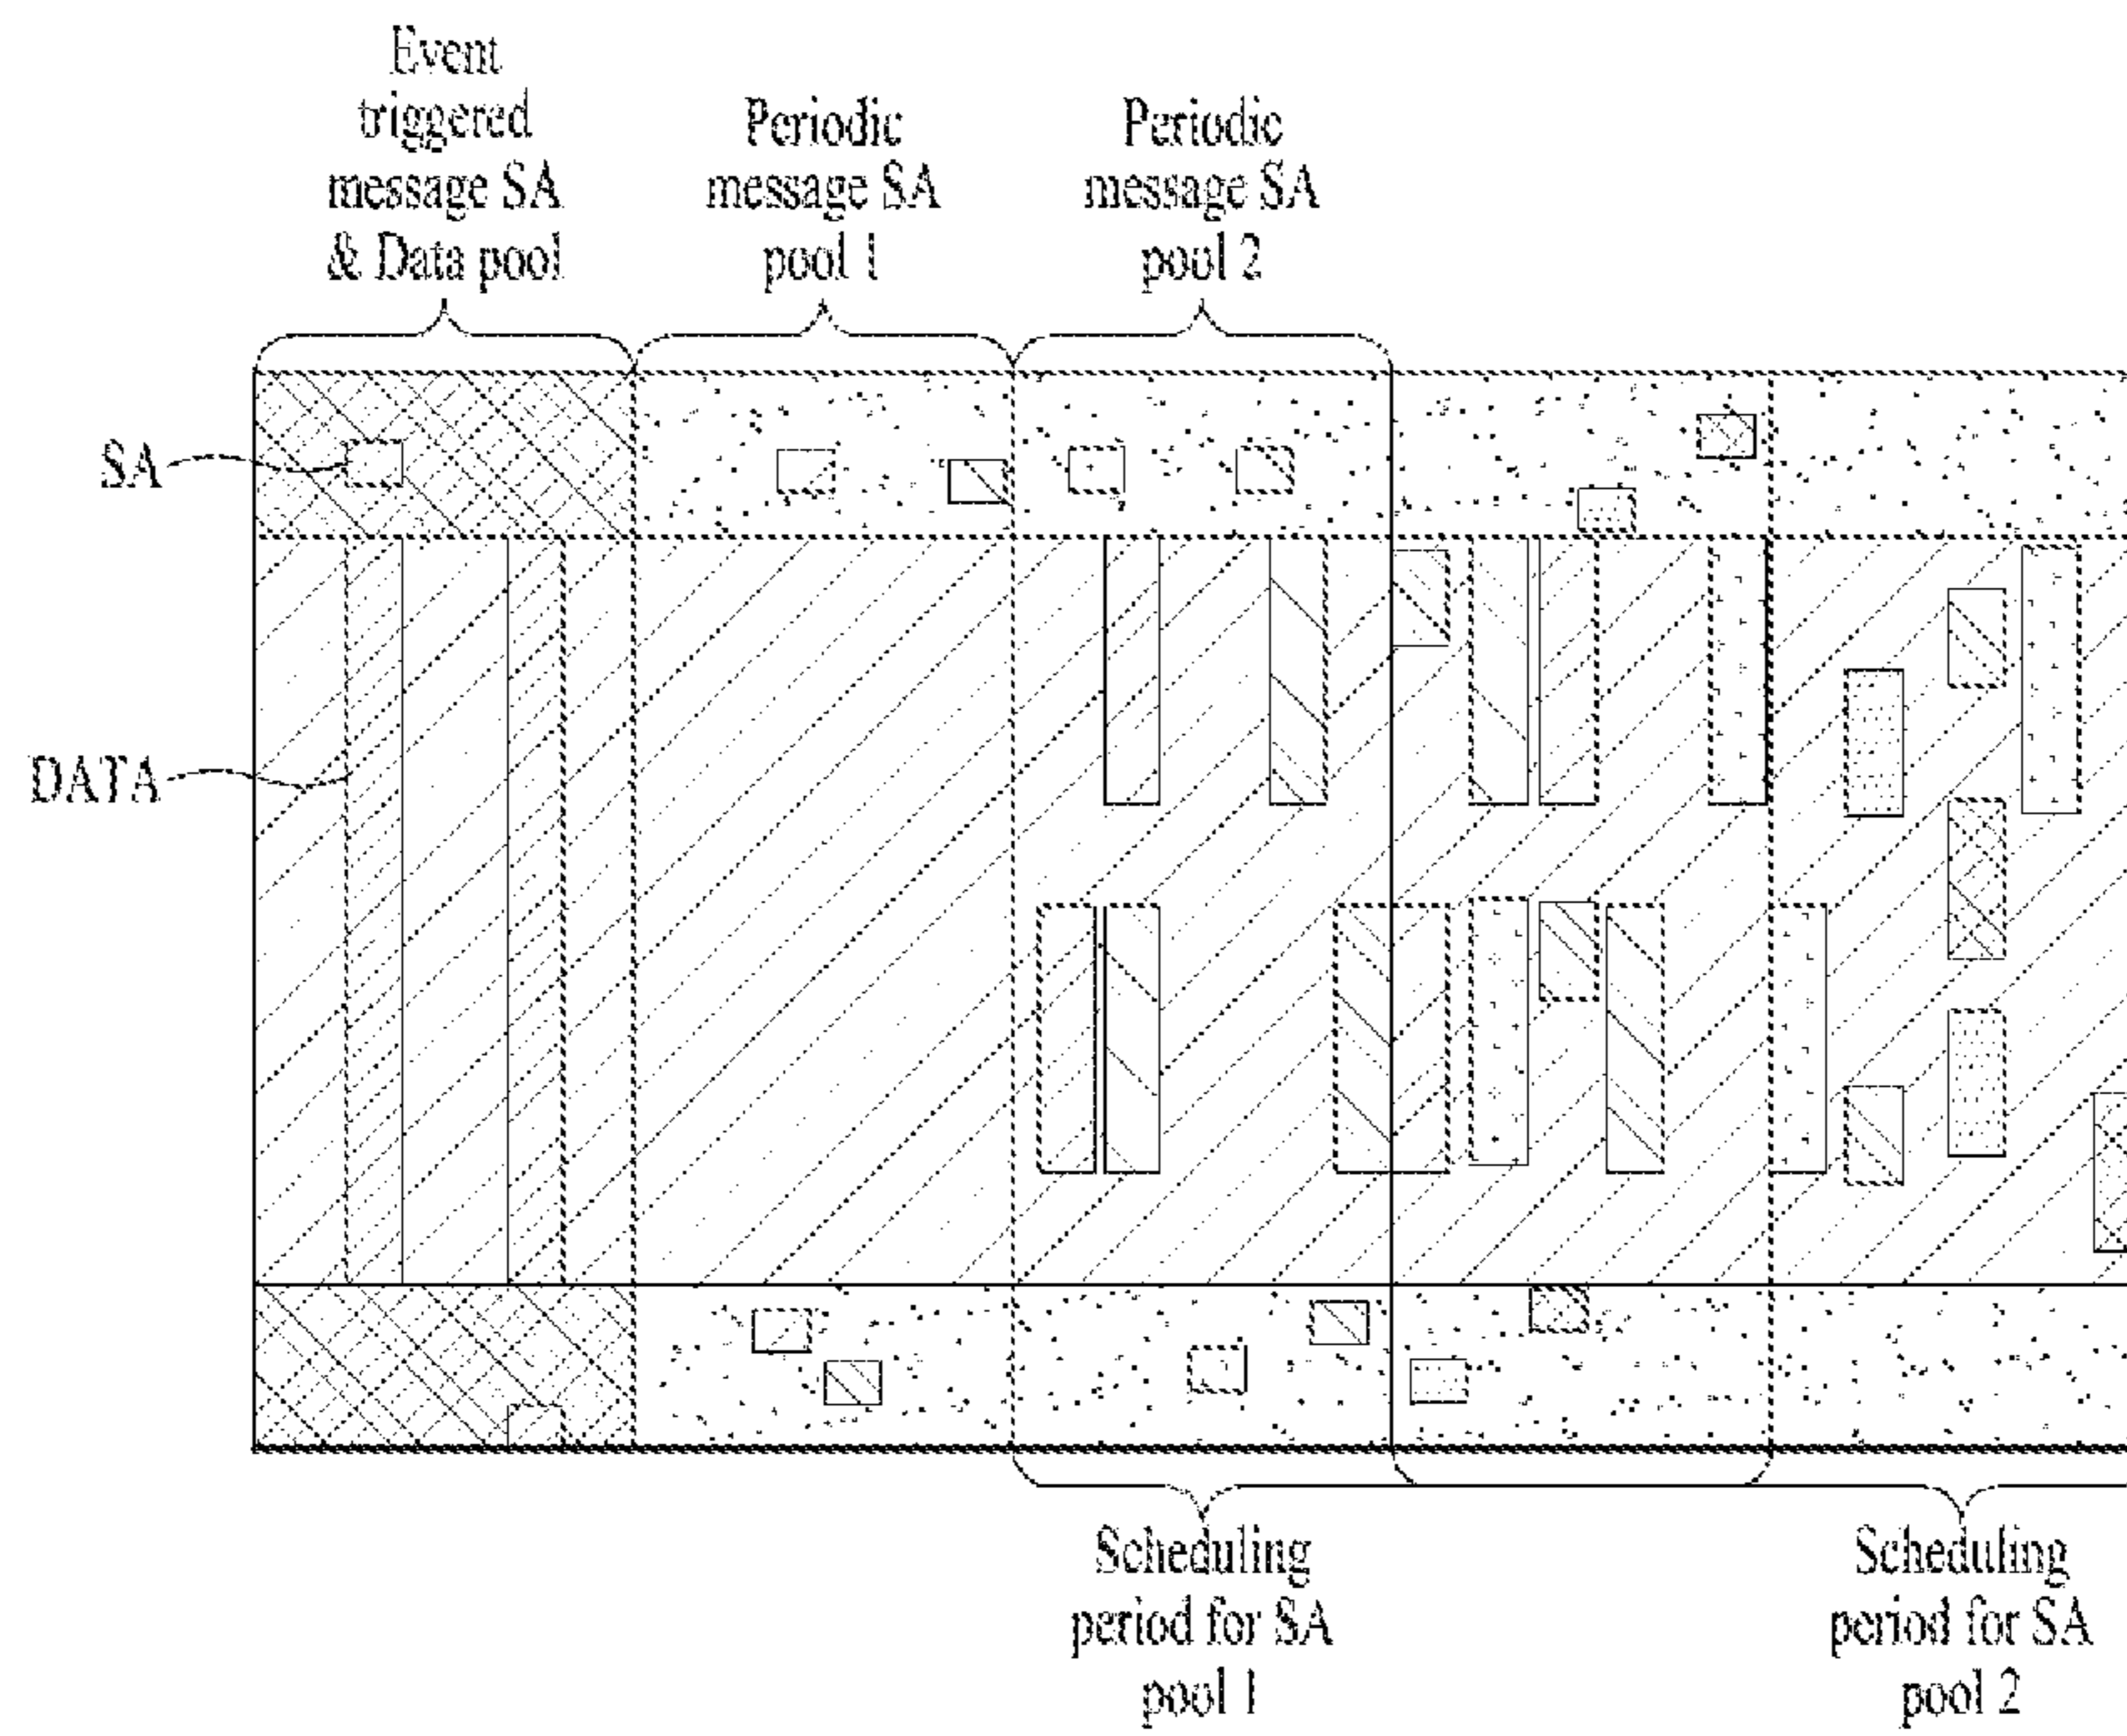 Event
triggered
message SA
& Data pool
Periodic
message SA
pool 1
Periodic
message SA
pool 2
SA
DATA
Scheduling
period for SA
pool 1
Scheduling
period for SA
pool 2